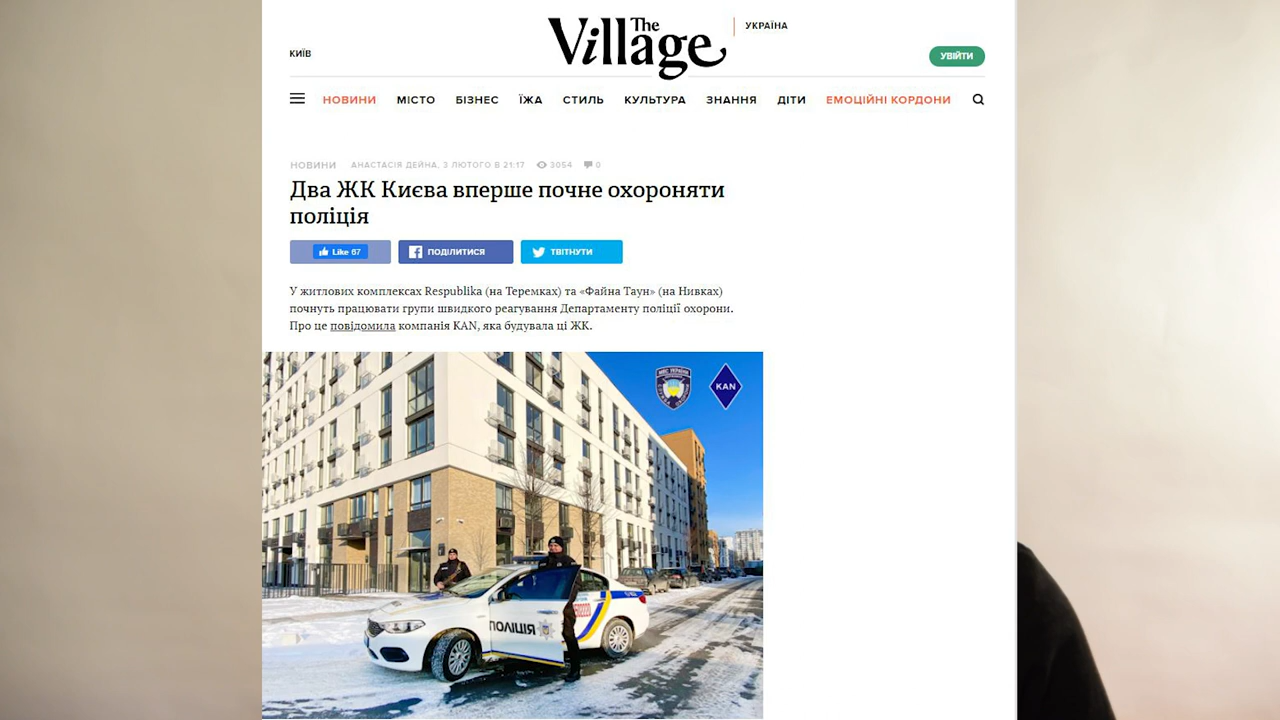 The Village
УКРАЇНА
КИЇВ
УВІЙТИ
НОВИНИ МІСТО БІЗНЕС ЇЖА СТИЛЬ КУЛЬТУРА ЗНАННЯ ДІТИ ЕМОЦІЙНІ КОРДОНИ
НОВИНИ АНАСТАСІЯ ДЕЙНА, 3 ЛЮТОГО В 21:17 3054 0
Два ЖК Києва вперше почне охороняти
поліція
Like 67 ПОДІЛИТИСЯ ТВІТНУТИ
У житлових комплексах Respublika (на Теремках) та «Файна Таун» (на Нивках)
почнуть працювати групи швидкого реагування Департаменту поліції охорони.
Про це повідомила компанія KAN, яка будувала ці ЖК.
МВС УКРАЇНИ
KAN
ПОЛІЦІЯ